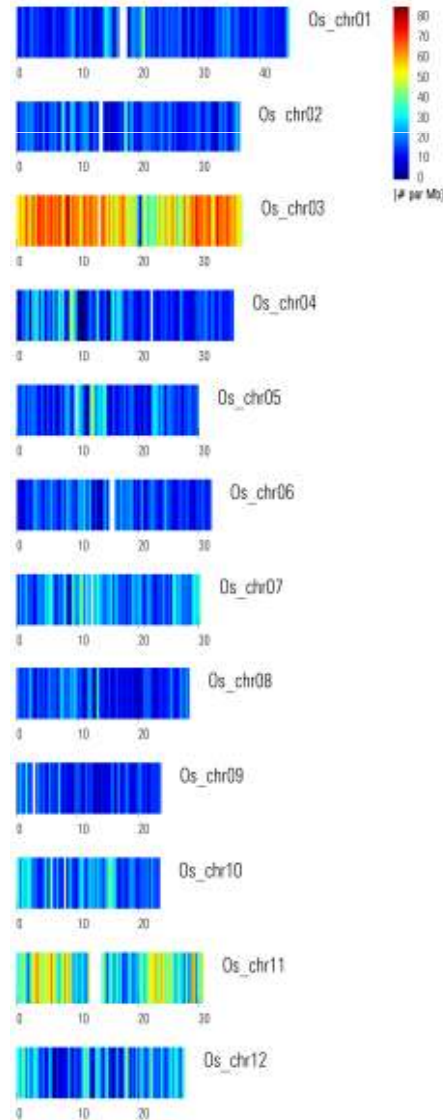 Os_chr01
0 10 20 30 40
80
70
60
50
40
30
20
10
0
[# par Mb]
Os chr02
0 10 20 30
Os_chr03
0 10 20 30
Os_chr04
0 10 20 30
Os_chr05
0 10 20 30
Os_chr06
0 10 20 30
Os_chr07
0 10 20 30
Os_chr08
0 10 20
Os_chr09
0 10 20
Os_chr10
0 10 20
Os_chr11
0 10 20 30
Os_chr12
0 10 20